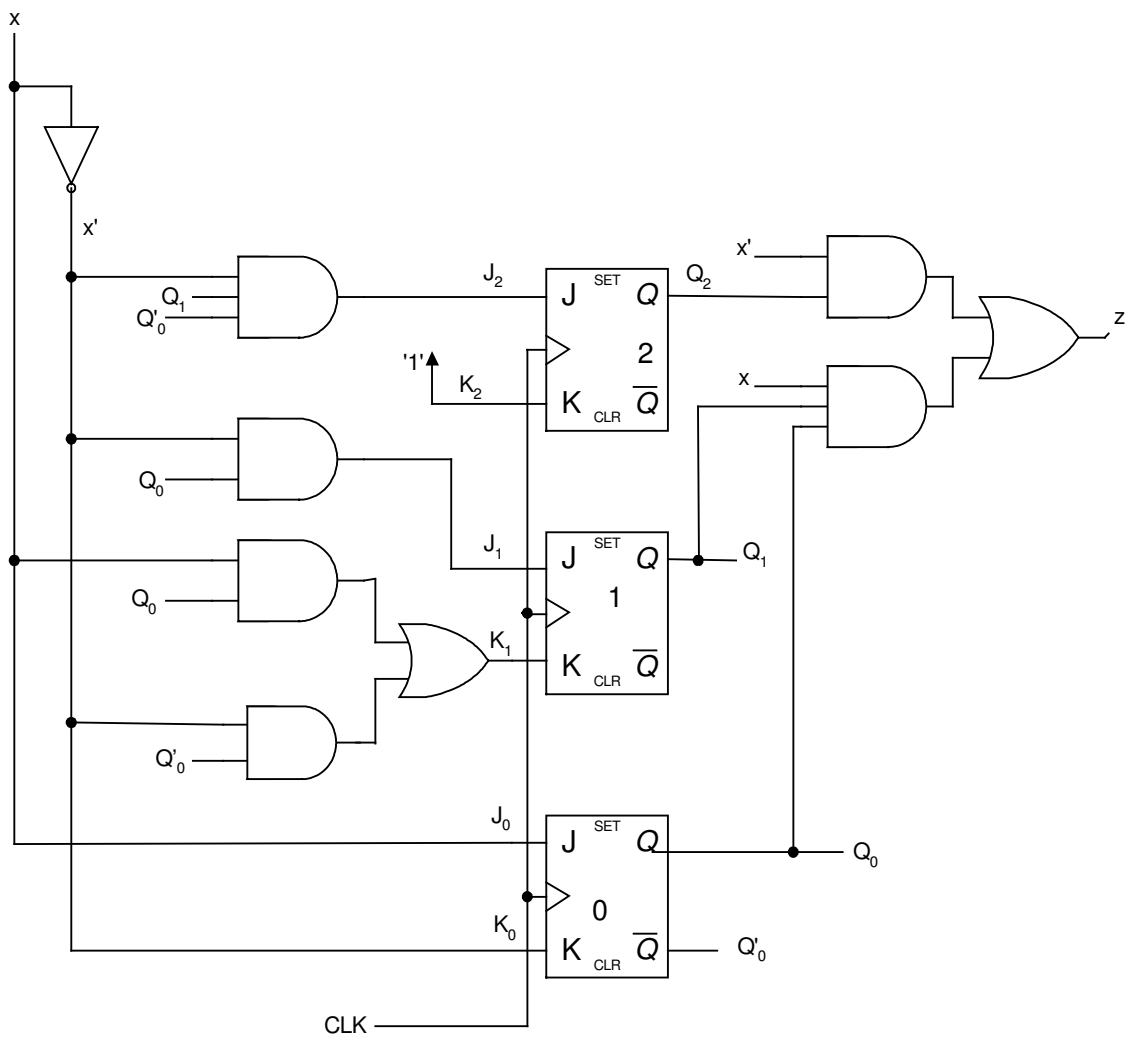 x
x'
x'
J₂
SET
Q₂
Q₁
J
Q
Q'₀
z
2
'1'
K₂
x
K
CLR
Q̅
Q₀
J₁
SET
J
Q
Q₁
1
Q₀
K₁
K
CLR
Q̅
Q'₀
J₀
SET
J
Q
Q₀
0
K₀
K
CLR
Q̅
Q'₀
CLK